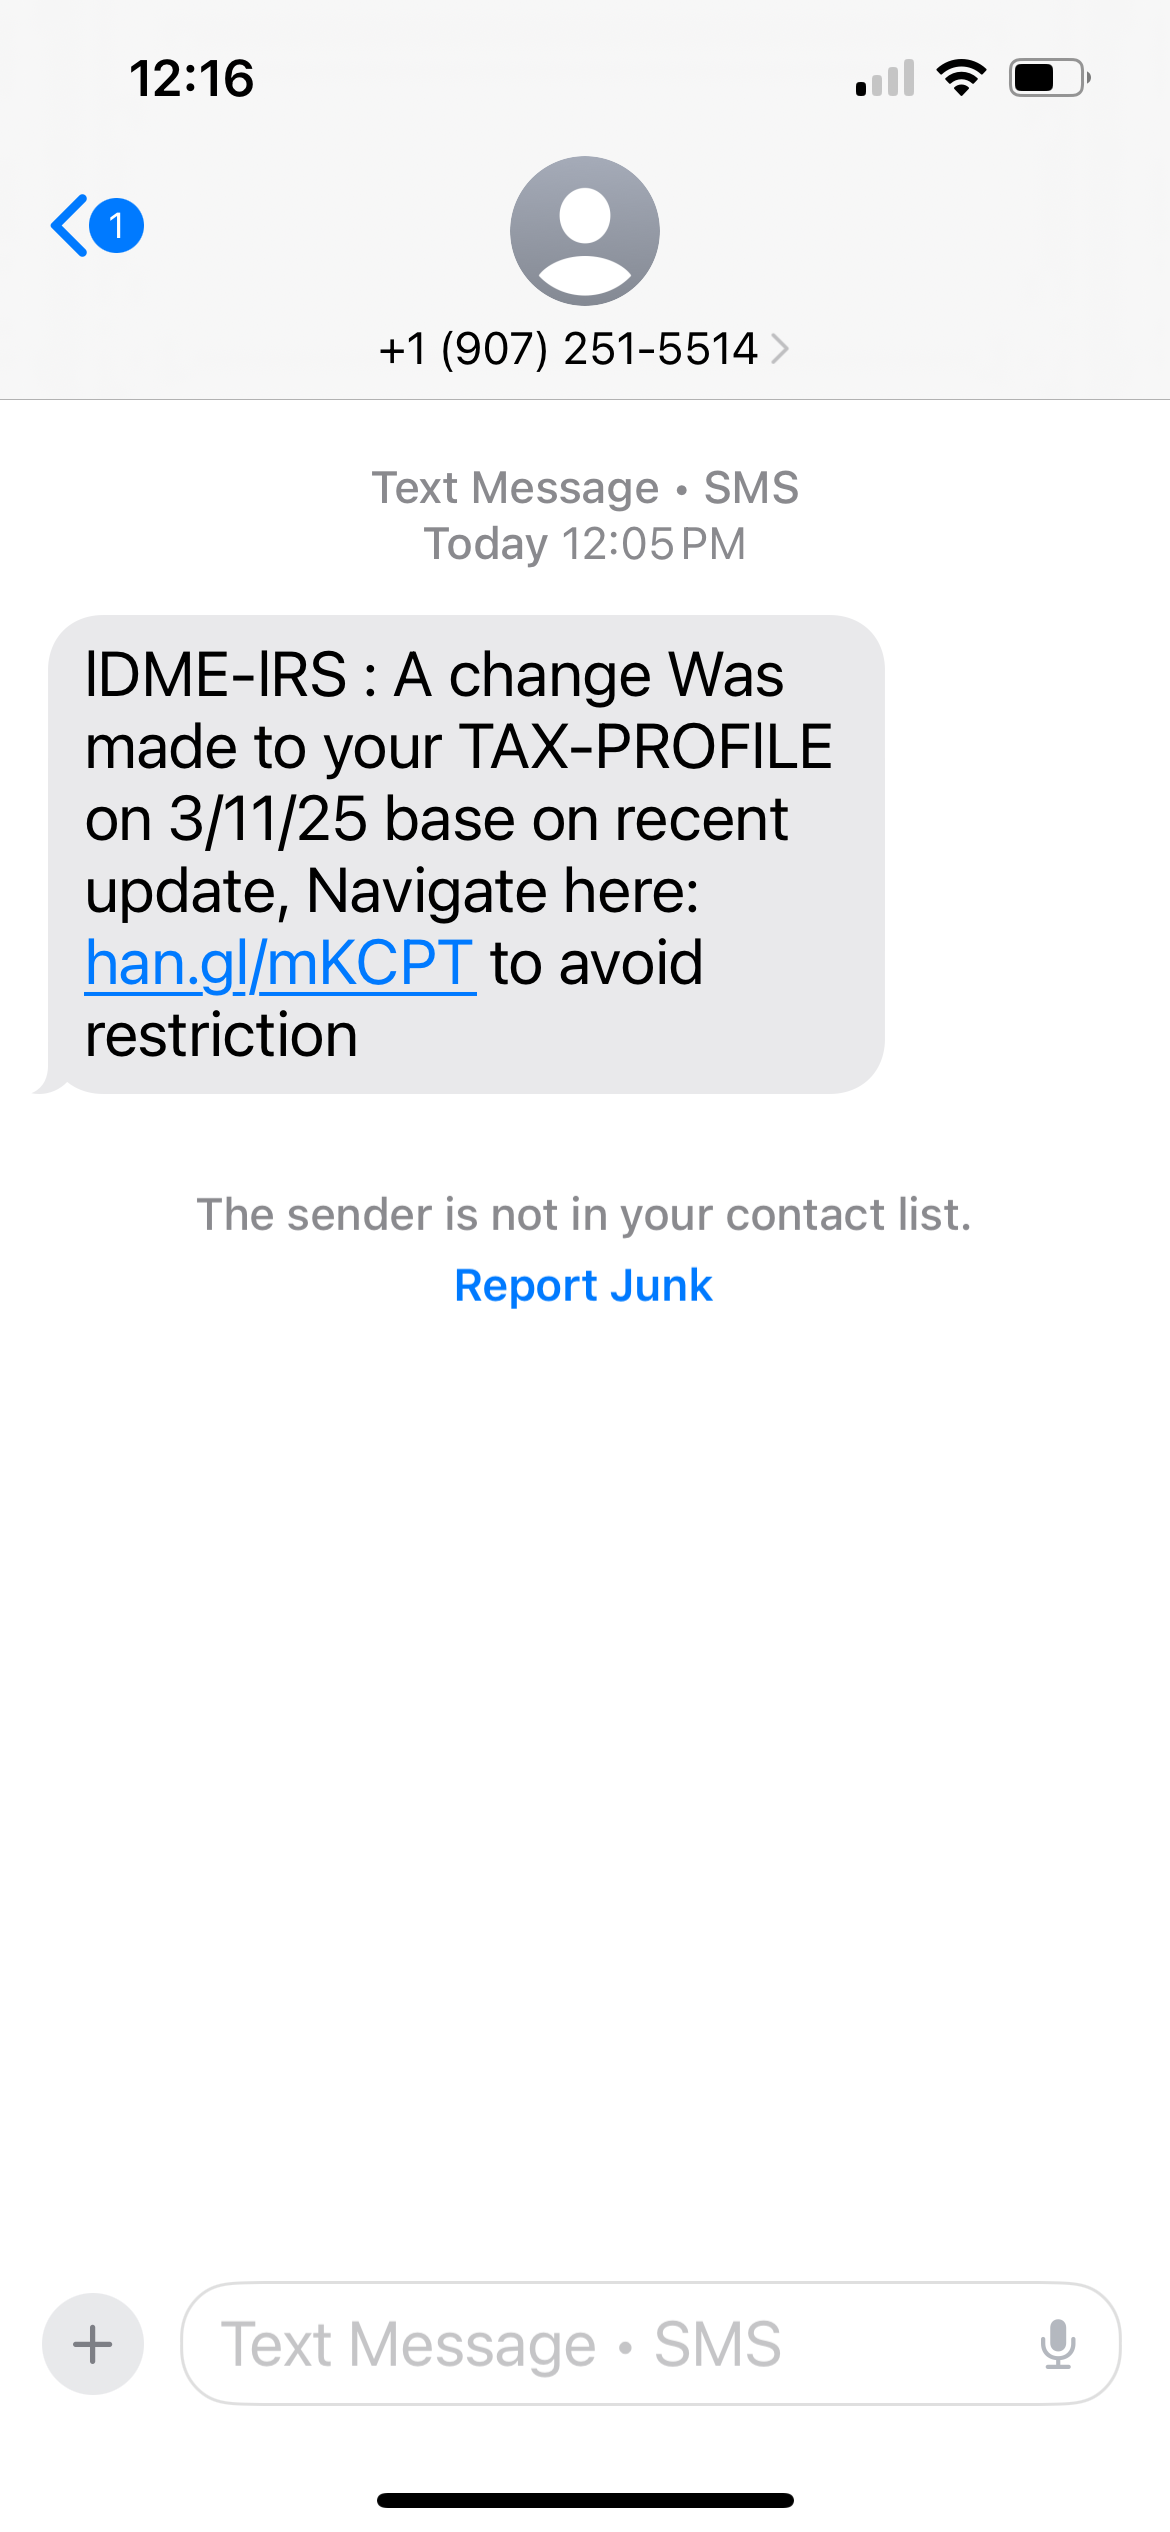 12:16
1
+1 (907) 251-5514
Text Message • SMS
Today 12:05 PM
IDME-IRS : A change Was
made to your TAX-PROFILE
on 3/11/25 base on recent
update, Navigate here:
han.gl/mKCPT to avoid
restriction
The sender is not in your contact list.
Report Junk
Text Message • SMS